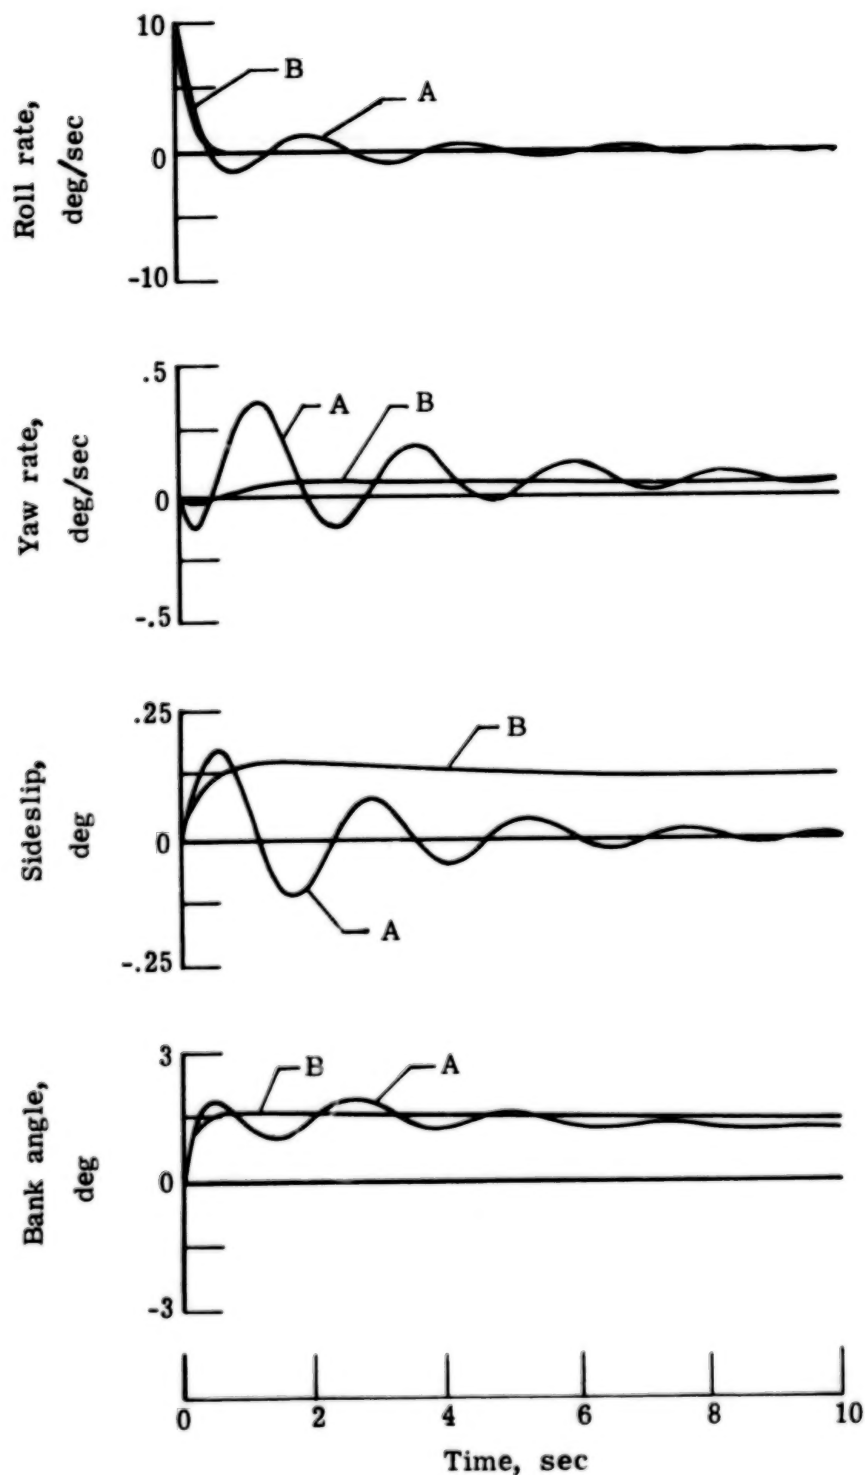 Roll rate,
deg/sec
10
0
-10
B
A
Yaw rate,
deg/sec
.5
0
-.5
A
B
Sideslip,
deg
.25
0
-.25
B
A
Bank angle,
deg
3
0
-3
B
A
0 2 4 6 8 10
Time, sec